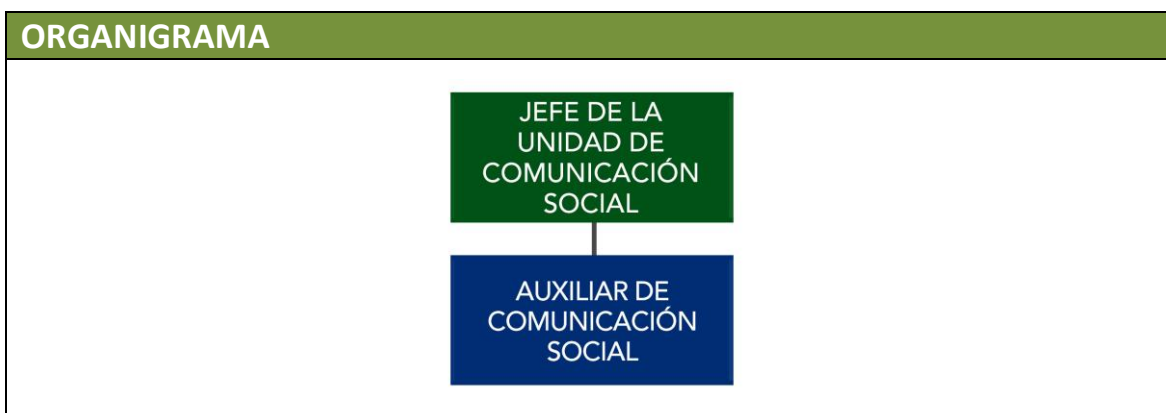 ORGANIGRAMA
JEFE DE LA
UNIDAD DE
COMUNICACIÓN
SOCIAL
AUXILIAR DE
COMUNICACIÓN
SOCIAL